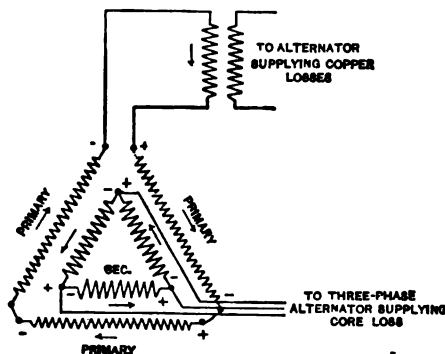 TO ALTERNATOR
SUPPLYING COPPER
LOSSES
- +
PRIMARY
PRIMARY
- +
SEC.
+ -
- +
-
TO THREE-PHASE
ALTERNATOR SUPPLYING
CORE LOSS
- +
PRIMARY